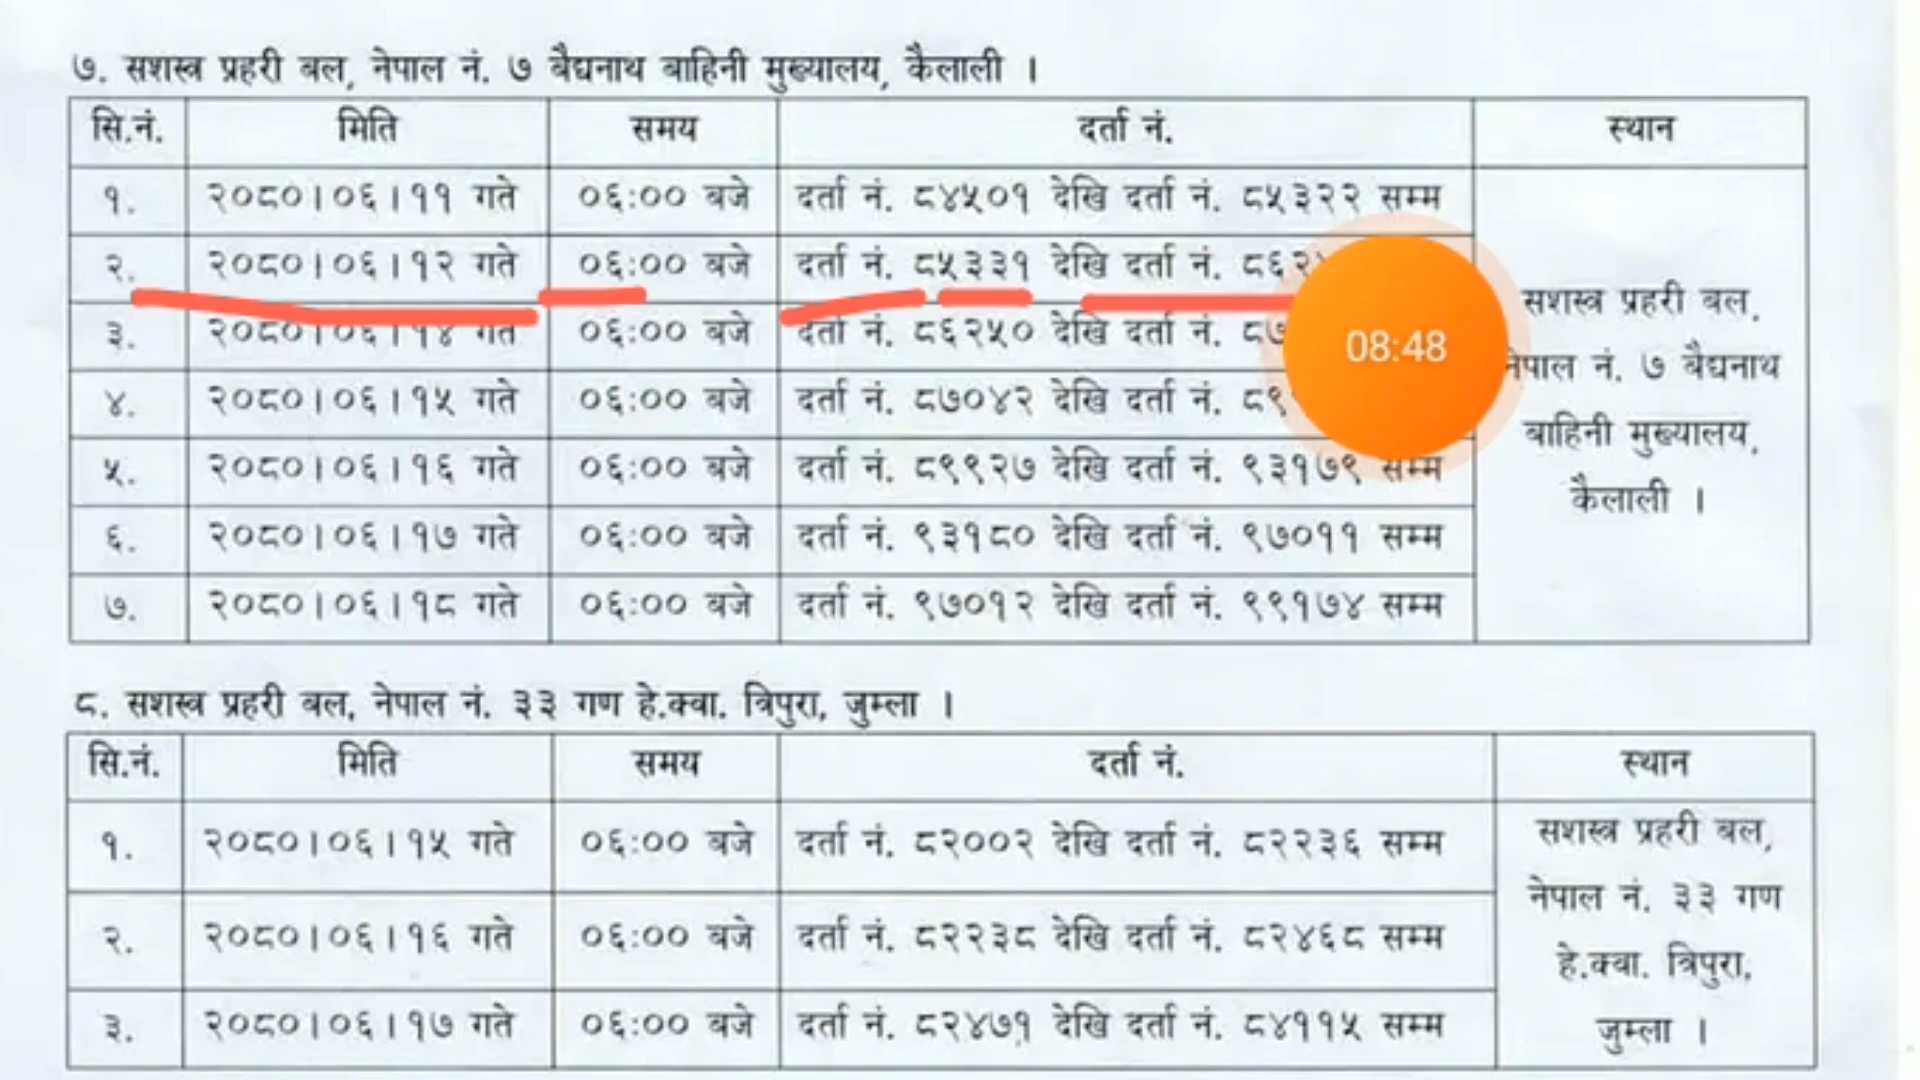 ७. सशस्त्र प्रहरी बल, नेपाल नं. ७ बैद्यनाथ बाहिनी मुख्यालय, कैलाली ।
सि.नं. मिति समय दर्ता नं. स्थान
१. २०८०।०६।११ गते ०६:०० बजे दर्ता नं. ८४५०१ देखि दर्ता नं. ८५३२२ सम्म
२. २०८०।०६।१२ गते ०६:०० बजे दर्ता नं. ८५३३१ देखि दर्ता नं.
३. २०८०।०६।१४ गते ०६:०० बजे दर्ता नं. ८६२५० देखि दर्ता नं.
४. २०८०।०६।१५ गते ०६:०० बजे दर्ता नं. ८७०४२ देखि दर्ता नं.
५. २०८०।०६।१६ गते ०६:०० बजे दर्ता नं. ८९९२७ देखि दर्ता नं. ९३१७९ सम्म
६. २०८०।०६।१७ गते ०६:०० बजे दर्ता नं. ९३१८० देखि दर्ता नं. ९७०११ सम्म
७. २०८०।०६।१८ गते ०६:०० बजे दर्ता नं. ९७०१२ देखि दर्ता नं. ९९१७४ सम्म
सशस्त्र प्रहरी बल,
नेपाल नं. ७ बैद्यनाथ
बाहिनी मुख्यालय,
कैलाली ।
08:48
८. सशस्त्र प्रहरी बल, नेपाल नं. ३३ गण हे.क्वा. त्रिपुरा, जुम्ला ।
सि.नं. मिति समय दर्ता नं. स्थान
१. २०८०।०६।१५ गते ०६:०० बजे दर्ता नं. ८२००२ देखि दर्ता नं. ८२२३६ सम्म
२. २०८०।०६।१६ गते ०६:०० बजे दर्ता नं. ८२२३८ देखि दर्ता नं. ८२४६८ सम्म
३. २०८०।०६।१७ गते ०६:०० बजे दर्ता नं. ८२४७१ देखि दर्ता नं. ८४११५ सम्म
सशस्त्र प्रहरी बल,
नेपाल नं. ३३ गण
हे.क्वा. त्रिपुरा,
जुम्ला ।